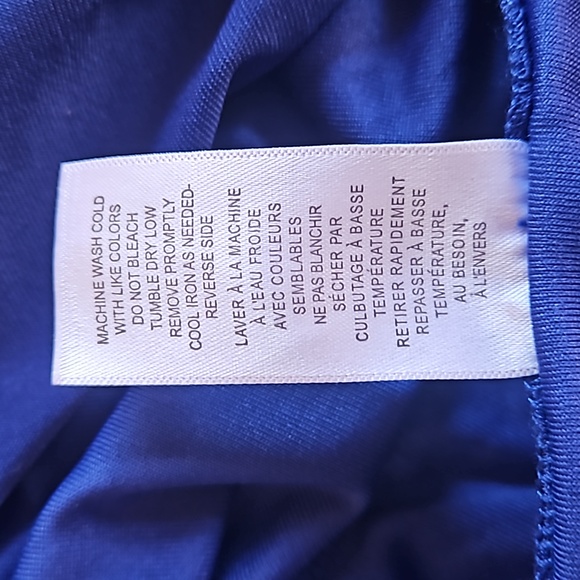 MACHINE WASH COLD
WITH LIKE COLORS
DO NOT BLEACH
TUMBLE DRY LOW
REMOVE PROMPTLY
COOL IRON AS NEEDED-
REVERSE SIDE
LAVER À LA MACHINE
À L'EAU FROIDE
AVEC COULEURS
SEMBLABLES
NE PAS BLANCHIR
SÉCHER PAR
CULBUTAGE À BASSE
TEMPÉRATURE
RETIRER RAPIDEMENT
REPASSER À BASSE
TEMPÉRATURE,
AU BESOIN,
À L'ENVERS